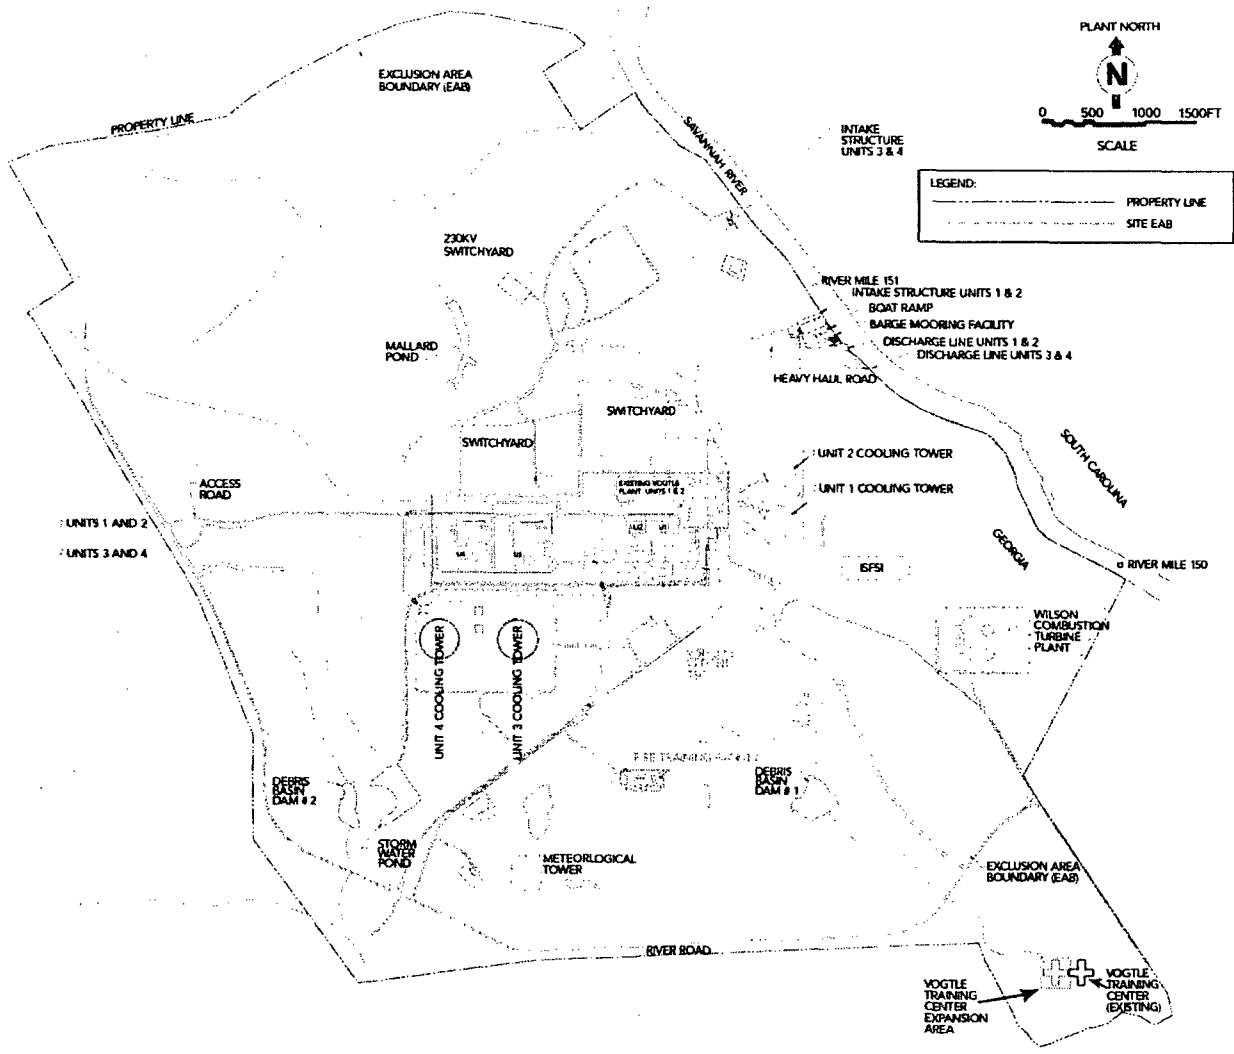 PLANT NORTH
N
0 500 1000 1500FT
SCALE
LEGEND:
PROPERTY LINE
SITE EAB
EXCLUSION AREA
BOUNDARY (EAB)
PROPERTY LINE
SAVANNAH RIVER
INTAKE
STRUCTURE
UNITS 3 & 4
230KV
SWITCHYARD
RIVER MILE 151
INTAKE STRUCTURE UNITS 1 & 2
BOAT RAMP
BARGE MOORING FACILITY
DISCHARGE LINE UNITS 1 & 2
DISCHARGE LINE UNITS 3 & 4
HEAVY HAUL ROAD
MALLARD
POND
SWITCHYARD
SWITCHYARD
UNIT 2 COOLING TOWER
UNIT 1 COOLING TOWER
SOUTH CAROLINA
GEORGIA
ACCESS
ROAD
EXISTING VOGTLE
PLANT UNITS 1 & 2
UNITS 1 AND 2
UNITS 3 AND 4
ISFSI
RIVER MILE 150
WILSON
COMBUSTION
TURBINE
PLANT
UNIT 4 COOLING TOWER
UNIT 3 COOLING TOWER
TRAINING
DEBRIS
BASIN
DAM # 2
DEBRIS
BASIN
DAM # 1
STORM
WATER
POND
METEORLOGICAL
TOWER
EXCLUSION AREA
BOUNDARY (EAB)
RIVER ROAD
VOGTLE
TRAINING
CENTER
EXPANSION
AREA
VOGTLE
TRAINING
CENTER
(EXISTING)